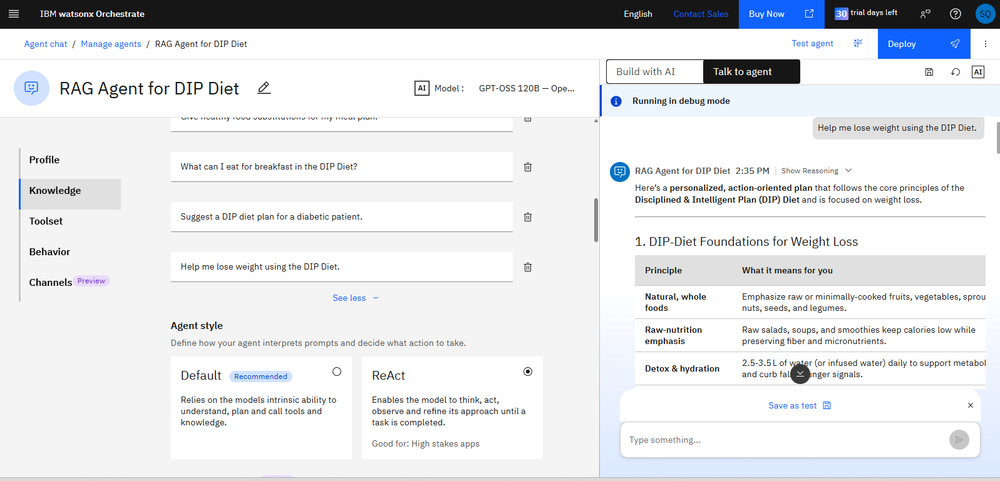 IBM watsonx Orchestrate
English
Contact Sales
Buy Now
30 trial days left
SQ
Agent chat / Manage agents / RAG Agent for DIP Diet
Test agent
Deploy
RAG Agent for DIP Diet
AI Model :
GPT-OSS 120B — Ope...
Profile
Knowledge
Toolset
Behavior
Channels Preview
Give healthy food substitutions for my meal plan.
What can I eat for breakfast in the DIP Diet?
Suggest a DIP diet plan for a diabetic patient.
Help me lose weight using the DIP Diet.
See less
Agent style
Define how your agent interprets prompts and decide what action to take.
Default Recommended
Relies on the models intrinsic ability to
understand, plan and call tools and
knowledge.
ReAct
Enables the model to think, act,
observe and refine its approach until a
task is completed.
Good for: High stakes apps
Build with AI
Talk to agent
AI
Running in debug mode
Help me lose weight using the DIP Diet.
RAG Agent for DIP Diet 2:35 PM Show Reasoning
Here's a personalized, action-oriented plan that follows the core principles of the
Disciplined & Intelligent Plan (DIP) Diet and is focused on weight loss.
1. DIP-Diet Foundations for Weight Loss
Principle What it means for you
Natural, whole
foods
Emphasize raw or minimally-cooked fruits, vegetables, sprou
nuts, seeds, and legumes.
Raw-nutrition
emphasis
Raw salads, soups, and smoothies keep calories low while
preserving fiber and micronutrients.
Detox & hydration
2.5-3.5 L of water (or infused water) daily to support metabol
and curb unger signals.
Save as test
Type something...